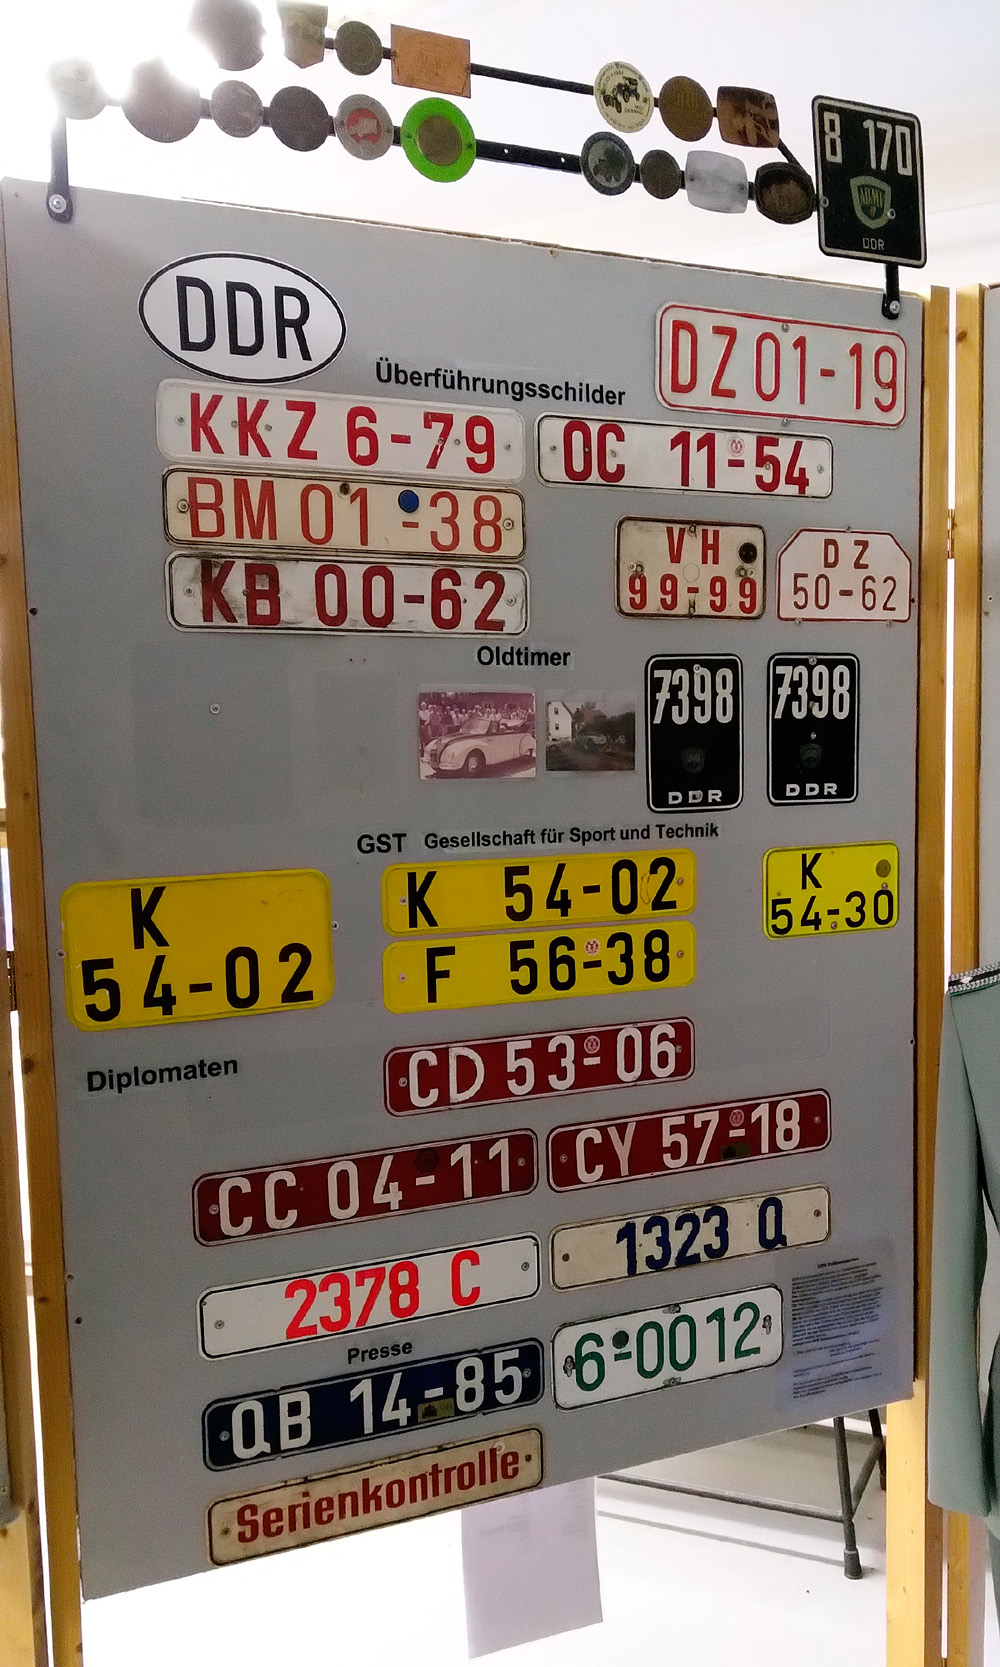 8 170
ADMV
DDR
DDR
DZ 01-19
Überführungsschilder
KKZ 6-79
OC 11-54
BM 01-38
VH
99-99
DZ
50-62
KB 00-62
Oldtimer
7398
DDR
7398
DDR
GST Gesellschaft für Sport und Technik
K
54-02
K 54-02
K
54-30
F 56-38
Diplomaten
CD 53-06
CC 04-11
CY 57-18
2378 C
1323 Q
Presse
QB 14-85
6-0012
Serienkontrolle